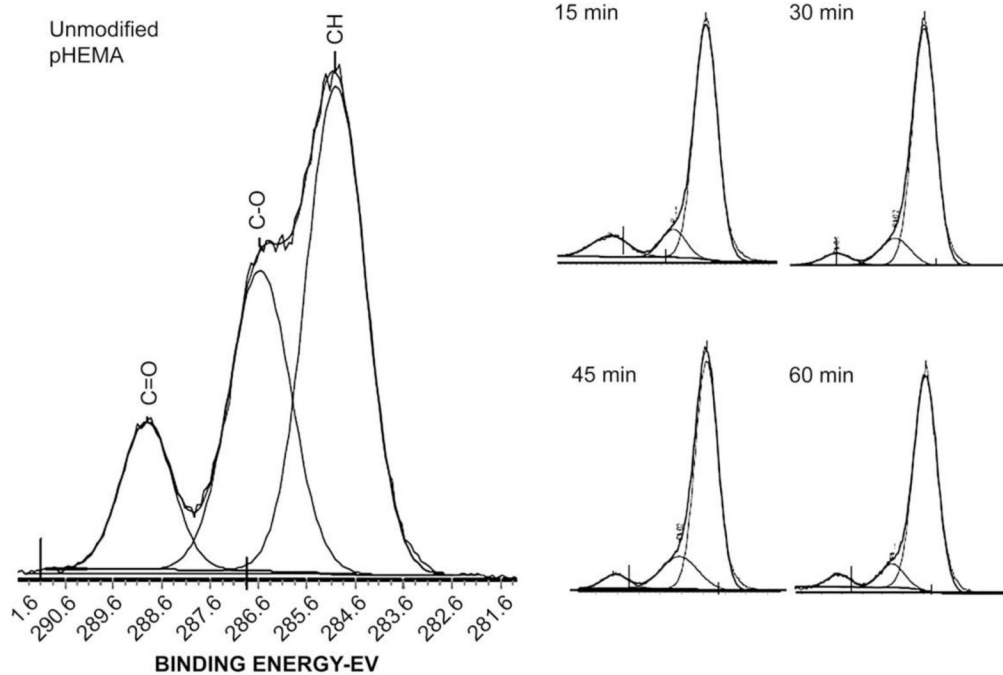 Unmodified
pHEMA
CH
C-O
C=O
1.6 290.6 289.6 288.6 287.6 286.6 285.6 284.6 283.6 282.6 281.6
BINDING ENERGY-EV
15 min
30 min
45 min
60 min